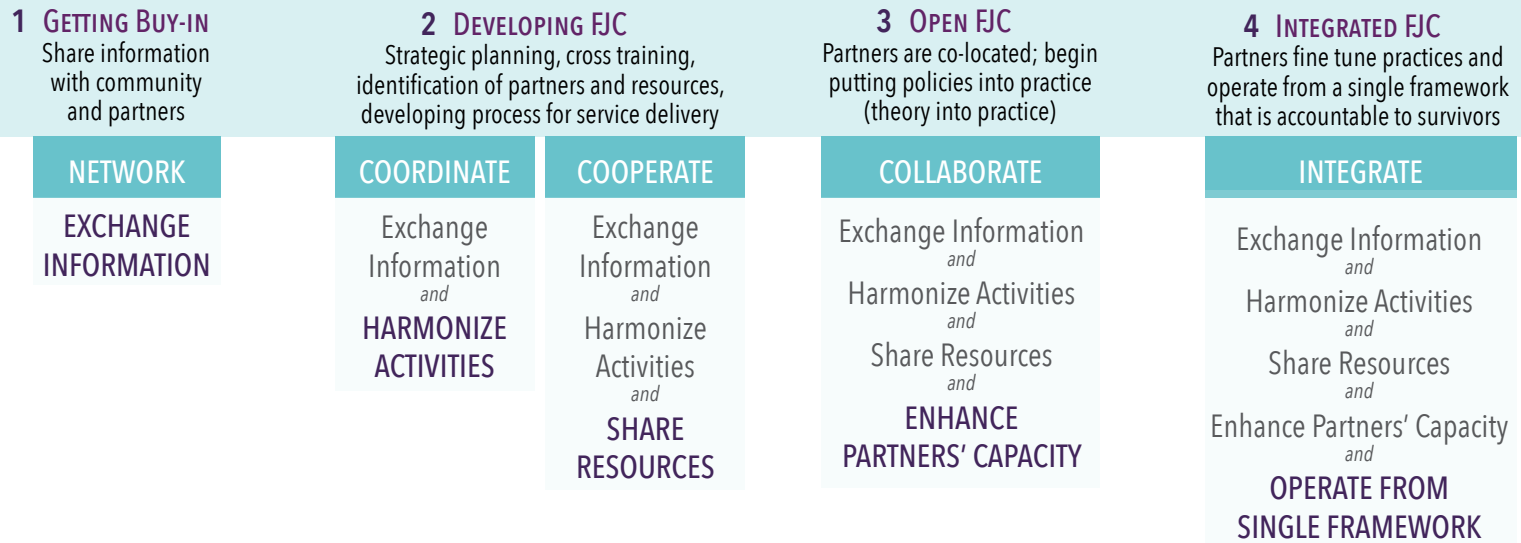 1 Getting Buy-in
Share information
with community
and partners
2 Developing FJC
Strategic planning, cross training,
identification of partners and resources,
developing process for service delivery
3 Open FJC
Partners are co-located; begin
putting policies into practice
(theory into practice)
4 Integrated FJC
Partners fine tune practices and
operate from a single framework
that is accountable to survivors
NETWORK
EXCHANGE
INFORMATION
COORDINATE
Exchange
Information
and
HARMONIZE
ACTIVITIES
COOPERATE
Exchange
Information
and
Harmonize
Activities
and
SHARE
RESOURCES
COLLABORATE
Exchange Information
and
Harmonize Activities
and
Share Resources
and
ENHANCE
PARTNERS’ CAPACITY
INTEGRATE
Exchange Information
and
Harmonize Activities
and
Share Resources
and
Enhance Partners’ Capacity
and
OPERATE FROM
SINGLE FRAMEWORK